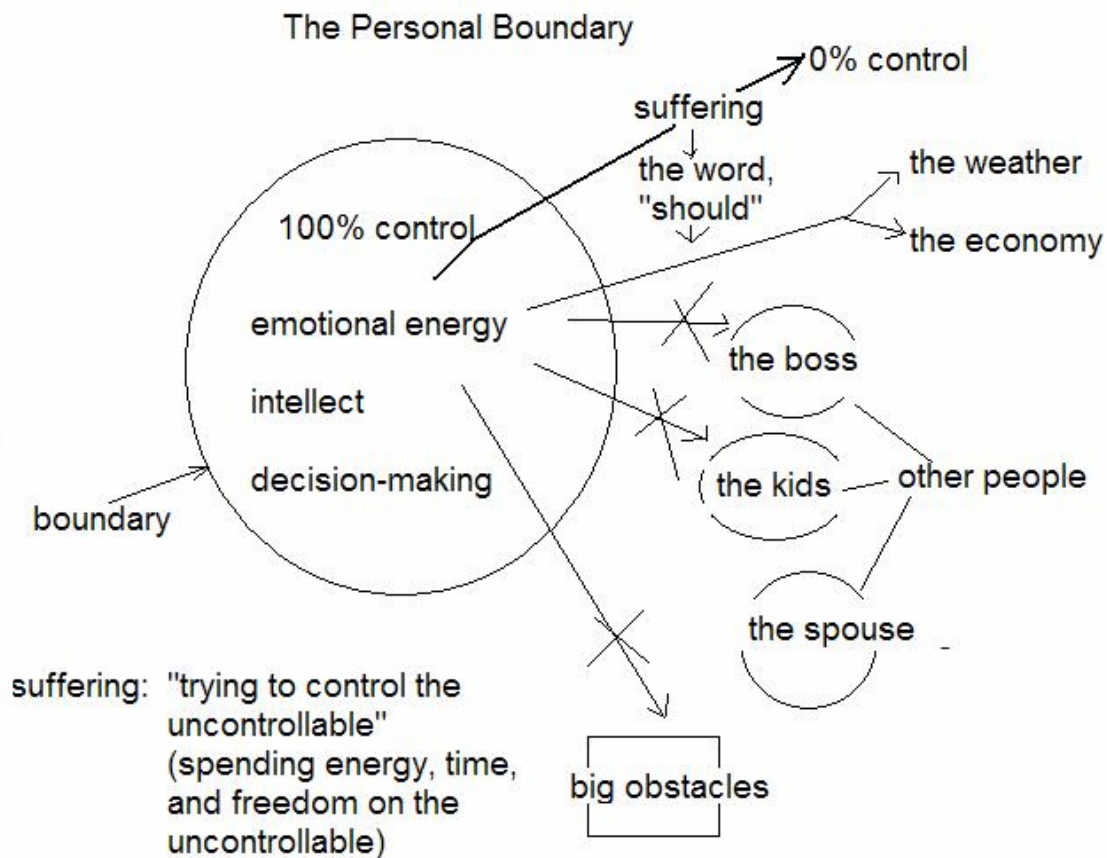 The Personal Boundary
0% control
suffering
the word,
"should"
the weather
100% control
the economy
emotional energy
the boss
intellect
the kids
other people
decision-making
boundary
the spouse
suffering: "trying to control the
uncontrollable"
(spending energy, time,
and freedom on the
uncontrollable)
big obstacles